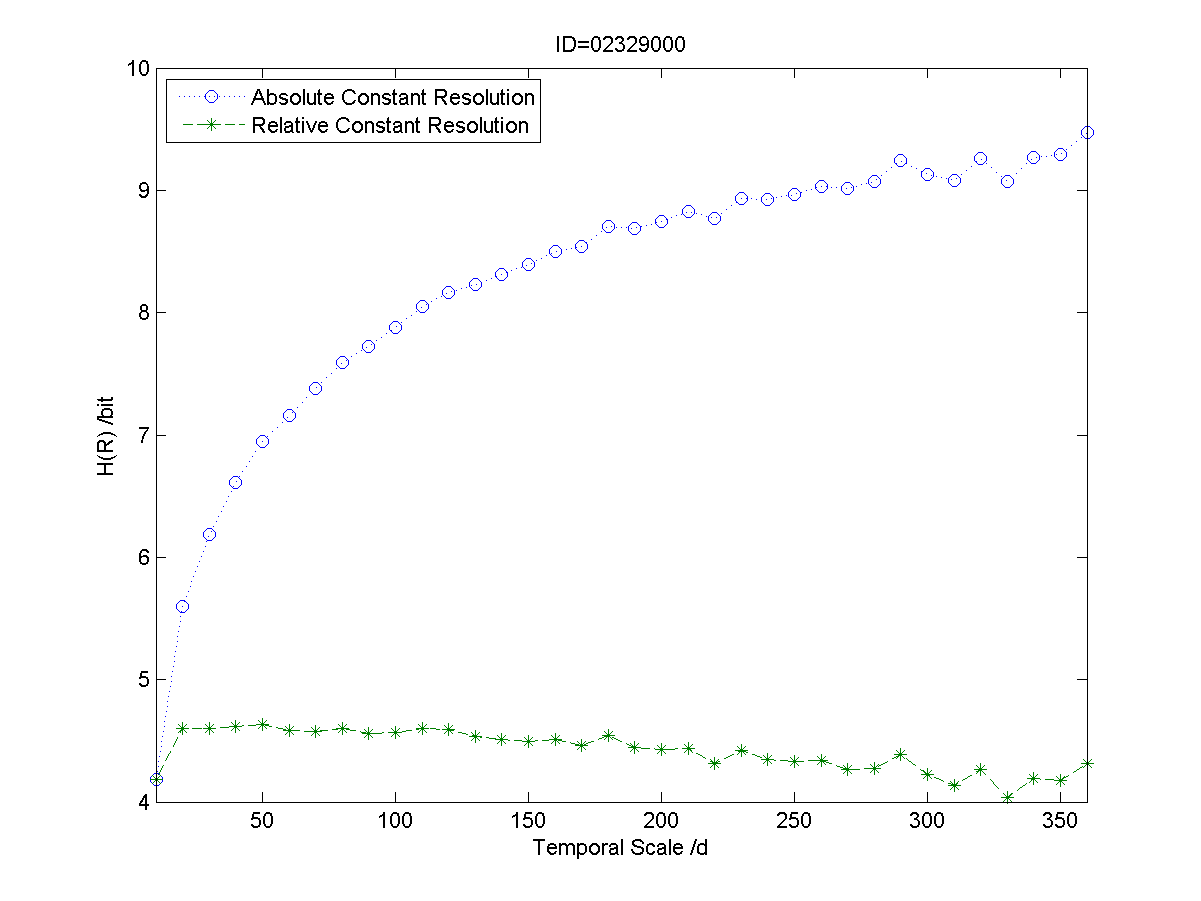 ID=02329000
10
Absolute Constant Resolution
Relative Constant Resolution
9
8
7
H(R) /bit
6
5
4
50 100 150 200 250 300 350
Temporal Scale /d